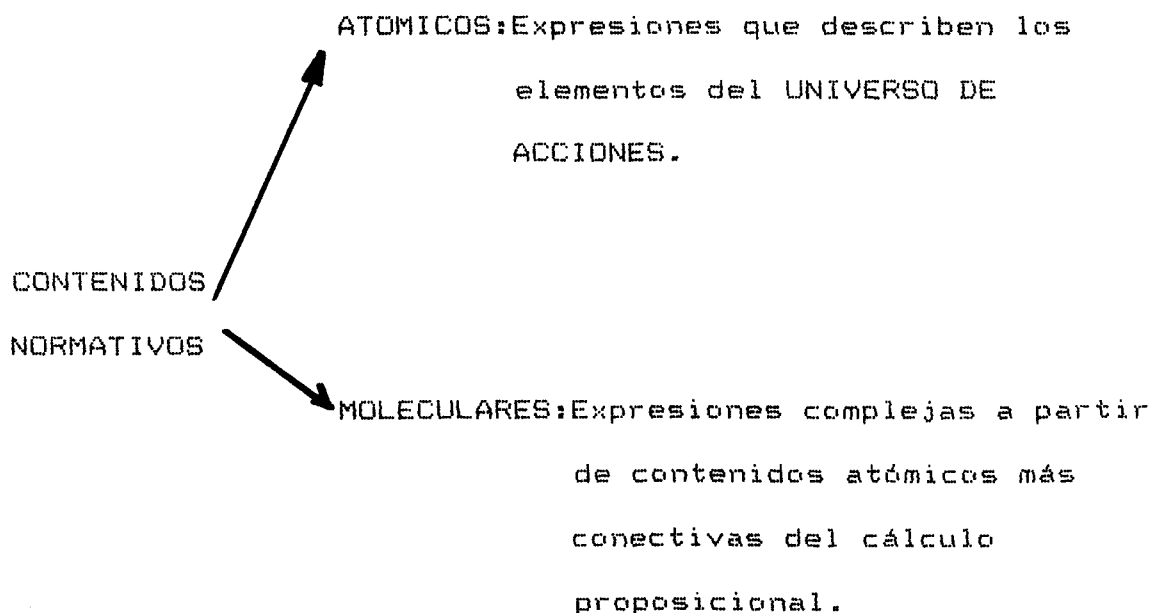 ATOMICOS:Expresiones que describen los
elementos del UNIVERSO DE
ACCIONES.
CONTENIDOS
NORMATIVOS
MOLECULARES:Expresiones complejas a partir
de contenidos atómicos más
conectivas del cálculo
proposicional.